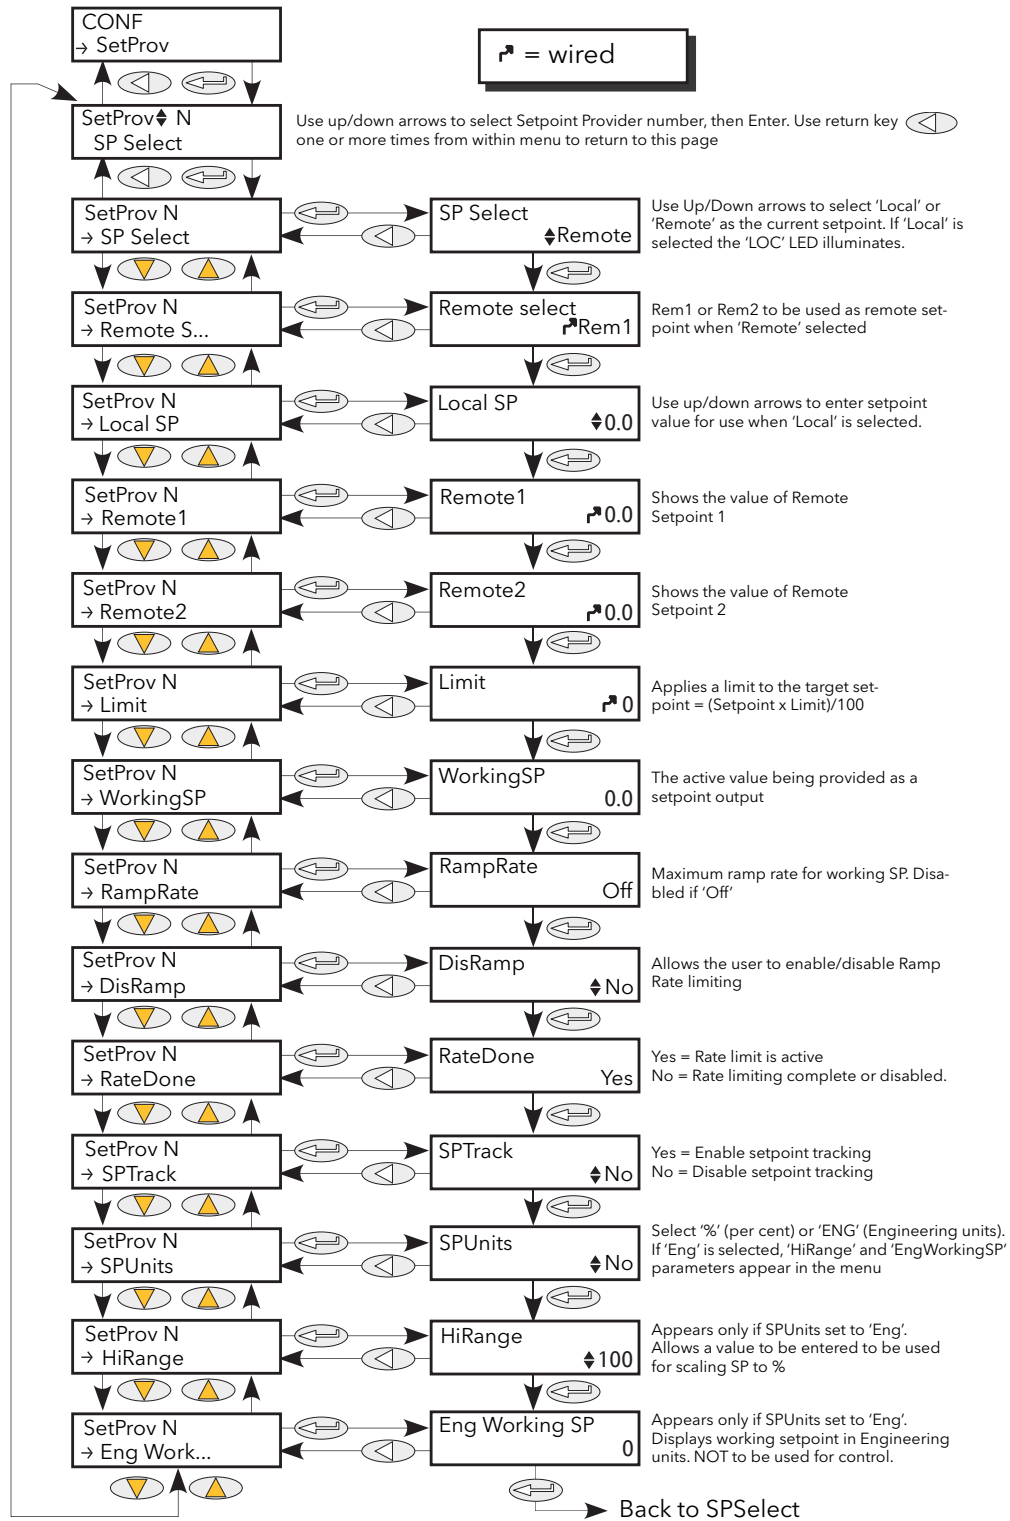 CONF
→ SetProv
= wired
SetProv N
SP Select
Use up/down arrows to select Setpoint Provider number, then Enter. Use return key
one or more times from within menu to return to this page
SetProv N
→ SP Select
SP Select
Remote
Use Up/Down arrows to select ‘Local’ or
‘Remote’ as the current setpoint. If ‘Local’ is
selected the ‘LOC’ LED illuminates.
SetProv N
→ Remote S...
Remote select
Rem1
Rem1 or Rem2 to be used as remote set-
point when ‘Remote’ selected
SetProv N
→ Local SP
Local SP
0.0
Use up/down arrows to enter setpoint
value for use when ‘Local’ is selected.
SetProv N
→ Remote1
Remote1
0.0
Shows the value of Remote
Setpoint 1
SetProv N
→ Remote2
Remote2
0.0
Shows the value of Remote
Setpoint 2
SetProv N
→ Limit
Limit
0
Applies a limit to the target set-
point = (Setpoint x Limit)/100
SetProv N
→ WorkingSP
WorkingSP
0.0
The active value being provided as a
setpoint output
SetProv N
→ RampRate
RampRate
Off
Maximum ramp rate for working SP. Disa-
bled if ‘Off’
SetProv N
→ DisRamp
DisRamp
No
Allows the user to enable/disable Ramp
Rate limiting
SetProv N
→ RateDone
RateDone
Yes
Yes = Rate limit is active
No = Rate limiting complete or disabled.
SetProv N
→ SPTrack
SPTrack
No
Yes = Enable setpoint tracking
No = Disable setpoint tracking
SetProv N
→ SPUnits
SPUnits
No
Select ‘%’ (per cent) or ‘ENG’ (Engineering units).
If ‘Eng’ is selected, ‘HiRange’ and ‘EngWorkingSP’
parameters appear in the menu
SetProv N
→ HiRange
HiRange
100
Appears only if SPUnits set to ‘Eng’.
Allows a value to be entered to be used
for scaling SP to %
SetProv N
→ Eng Work...
Eng Working SP
0
Appears only if SPUnits set to ‘Eng’.
Displays working setpoint in Engineering
units. NOT to be used for control.
Back to SPSelect